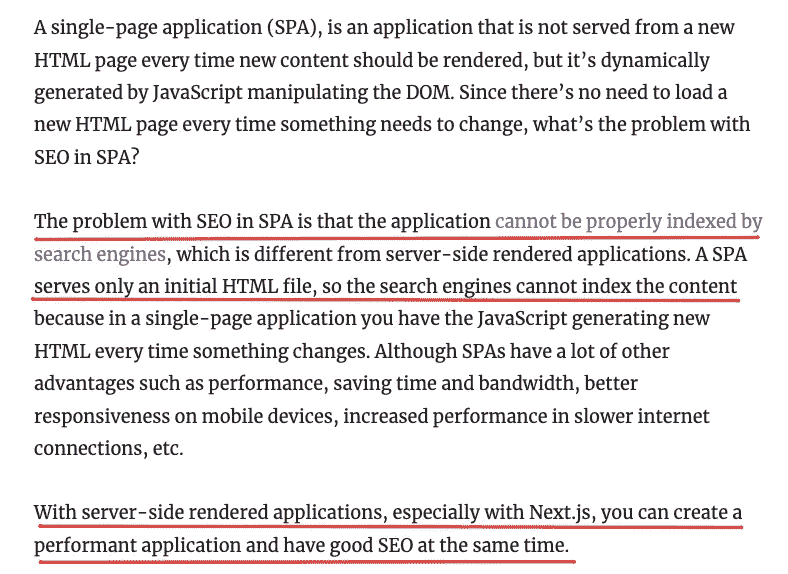 A single-page application (SPA), is an application that is not served from a new
HTML page every time new content should be rendered, but it’s dynamically
generated by JavaScript manipulating the DOM. Since there’s no need to load a
new HTML page every time something needs to change, what’s the problem with
SEO in SPA?
The problem with SEO in SPA is that the application cannot be properly indexed by
search engines, which is different from server-side rendered applications. A SPA
serves only an initial HTML file, so the search engines cannot index the content
because in a single-page application you have the JavaScript generating new
HTML every time something changes. Although SPAs have a lot of other
advantages such as performance, saving time and bandwidth, better
responsiveness on mobile devices, increased performance in slower internet
connections, etc.
With server-side rendered applications, especially with Next.js, you can create a
performant application and have good SEO at the same time.